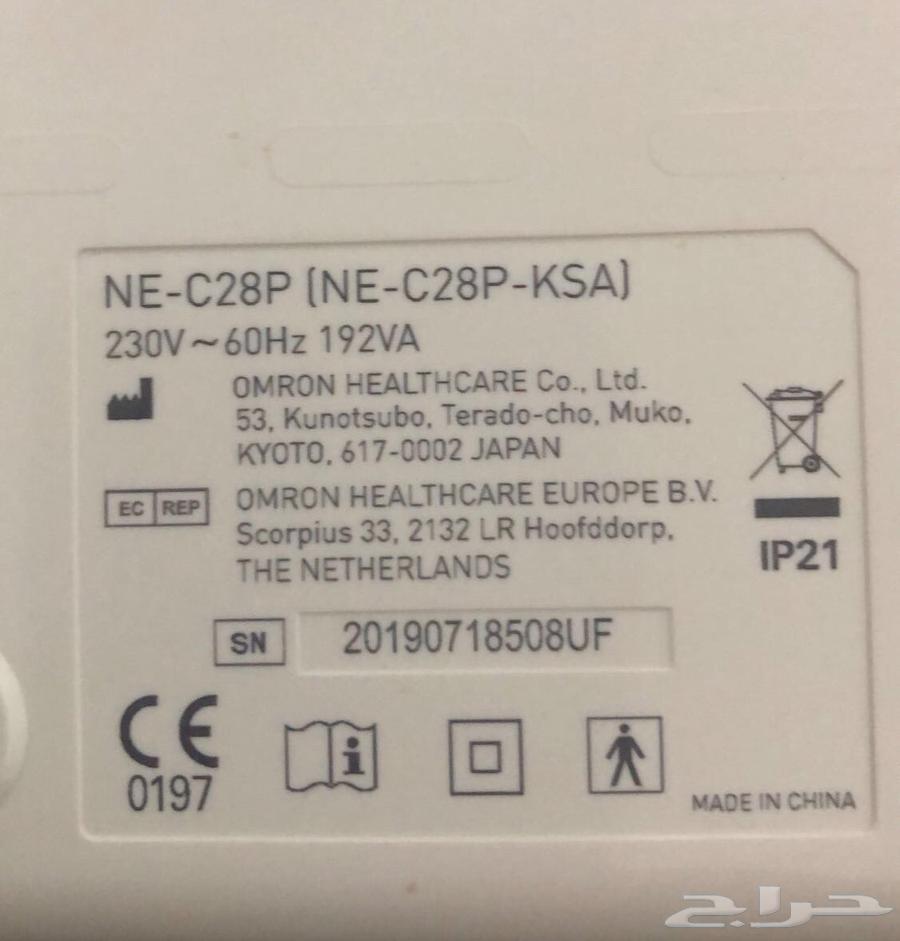 NE-C28P (NE-C28P-KSA)
230V~60Hz 192VA
OMRON HEALTHCARE Co., Ltd.
53, Kunotsubo, Terado-cho, Muko,
KYOTO, 617-0002 JAPAN
EC REP
OMRON HEALTHCARE EUROPE B.V.
Scorpius 33, 2132 LR Hoofddorp,
THE NETHERLANDS
IP21
SN 20190718508UF
CE
0197
i
MADE IN CHINA
حراج